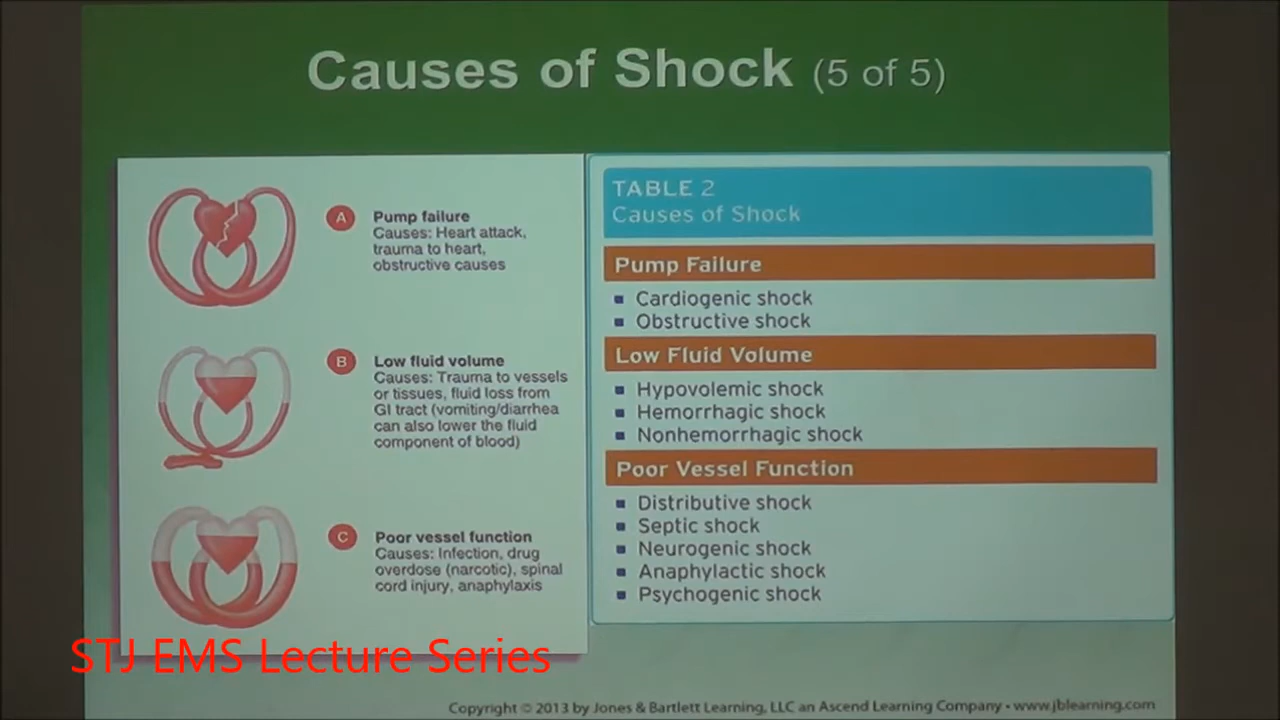 Causes of Shock (5 of 5)
A
Pump failure
Causes: Heart attack,
trauma to heart,
obstructive causes
B
Low fluid volume
Causes: Trauma to vessels
or tissues, fluid loss from
GI tract (vomiting/diarrhea
can also lower the fluid
component of blood)
C
Poor vessel function
Causes: Infection, drug
overdose (narcotic), spinal
cord injury, anaphylaxis
TABLE 2
Causes of Shock
Pump Failure
Cardiogenic shock
Obstructive shock
Low Fluid Volume
Hypovolemic shock
Hemorrhagic shock
Nonhemorrhagic shock
Poor Vessel Function
Distributive shock
Septic shock
Neurogenic shock
Anaphylactic shock
Psychogenic shock
STJ EMS Lecture Series
Copyright © 2013 by Jones & Bartlett Learning, LLC an Ascend Learning Company • www.jblearning.com